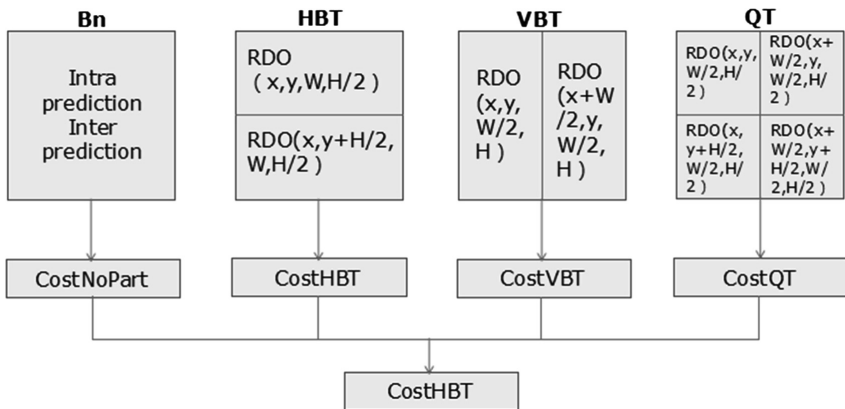 Bn
HBT
VBT
QT
Intra
prediction
Inter
prediction
RDO
( x,y,W,H/2 )
RDO(x,y+H/2,
W,H/2 )
RDO
(x,y,
W/2,
H )
RDO
(x+W
/2,y,
W/2,
H )
RDO(x,y,
W/2,H/
2 )
RDO(x+
W/2,y,
W/2,H/
2 )
RDO(x,
y+H/2,
W/2,H/
2 )
RDO(x+
W/2,y+
H/2,W/
2,H/2 )
CostNoPart
CostHBT
CostVBT
CostQT
CostHBT